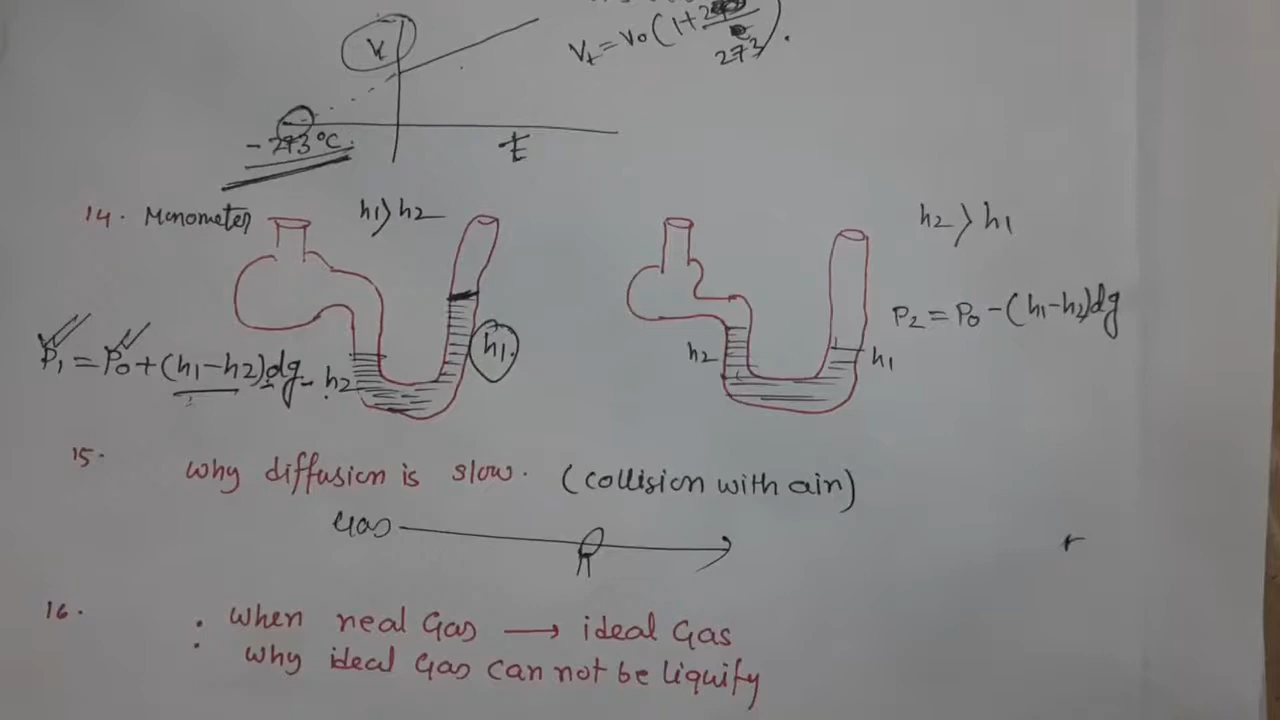 V
Vt = V0 (1+
273
).
-273°C.
t
14. Manometer
h1>h2
h2 > h1
P1 = P0 + (h1-h2)dg
h2
h1.
P2 = P0 - (h1-h2)dg
h2
h1
15.
why diffusion is slow. (collision with air)
Gas
16.
: when real Gas → ideal Gas
why ideal Gas can not be liquify